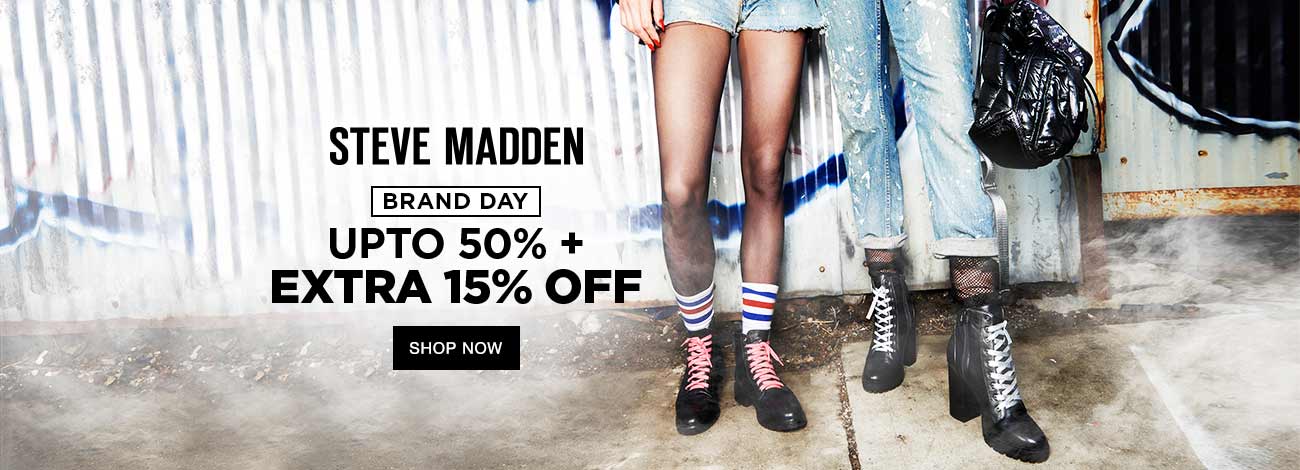 STEVE MADDEN
BRAND DAY
UPTO 50% +
EXTRA 15% OFF
SHOP NOW